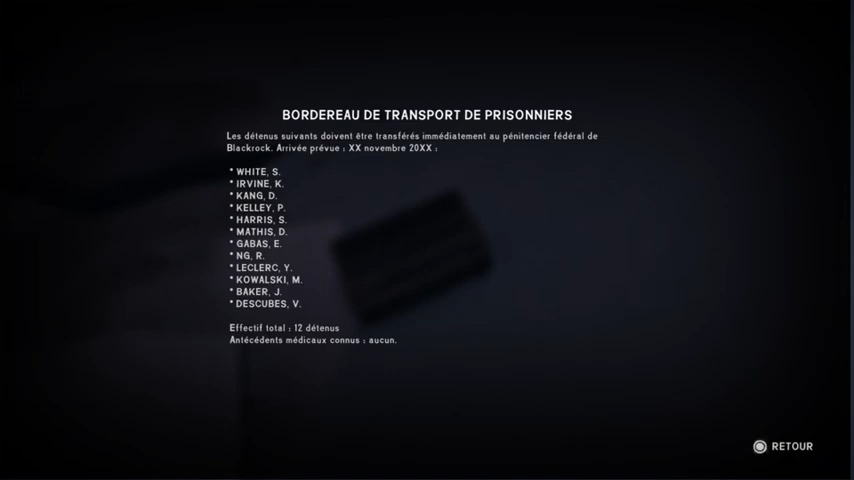 BORDEREAU DE TRANSPORT DE PRISONNIERS
Les détenus suivants doivent être transférés immédiatement au pénitencier fédéral de
Blackrock. Arrivée prévue : XX novembre 20XX :
* WHITE, S.
* IRVINE, K.
* KANG, D.
* KELLEY, P.
* HARRIS, S.
* MATHIS, D.
* GABAS, E.
* NG, R.
* LECLERC, Y.
* KOWALSKI, M.
* BAKER, J.
* DESCUBES, V.
Effectif total : 12 détenus
Antécédents médicaux connus : aucun.
RETOUR